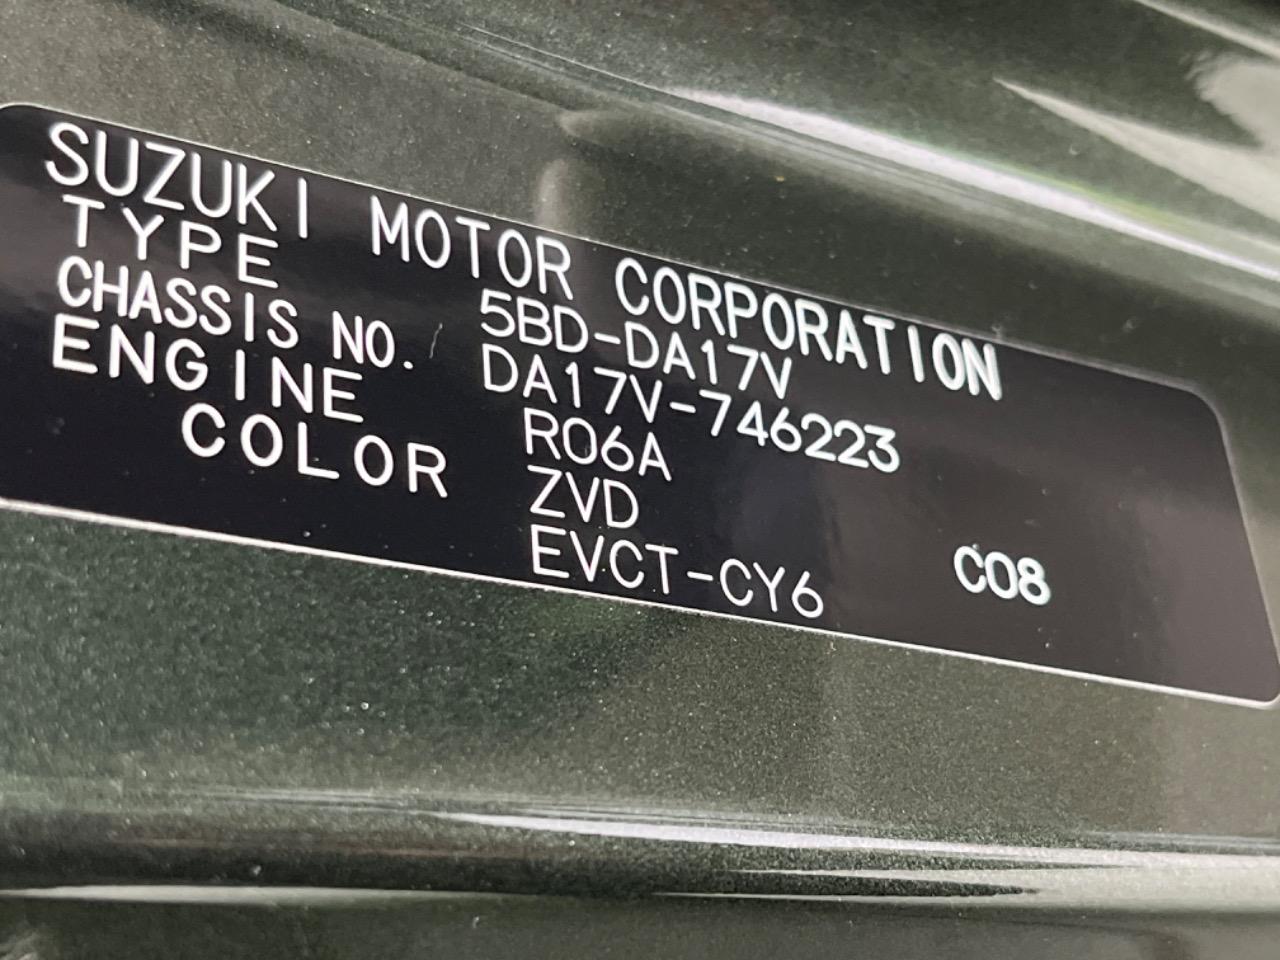 SUZUKI MOTOR CORPORATION
TYPE 5BD-DA17V
CHASSIS NO. DA17V-746223
ENGINE R06A
COLOR ZVD
EVCT-CY6 C08